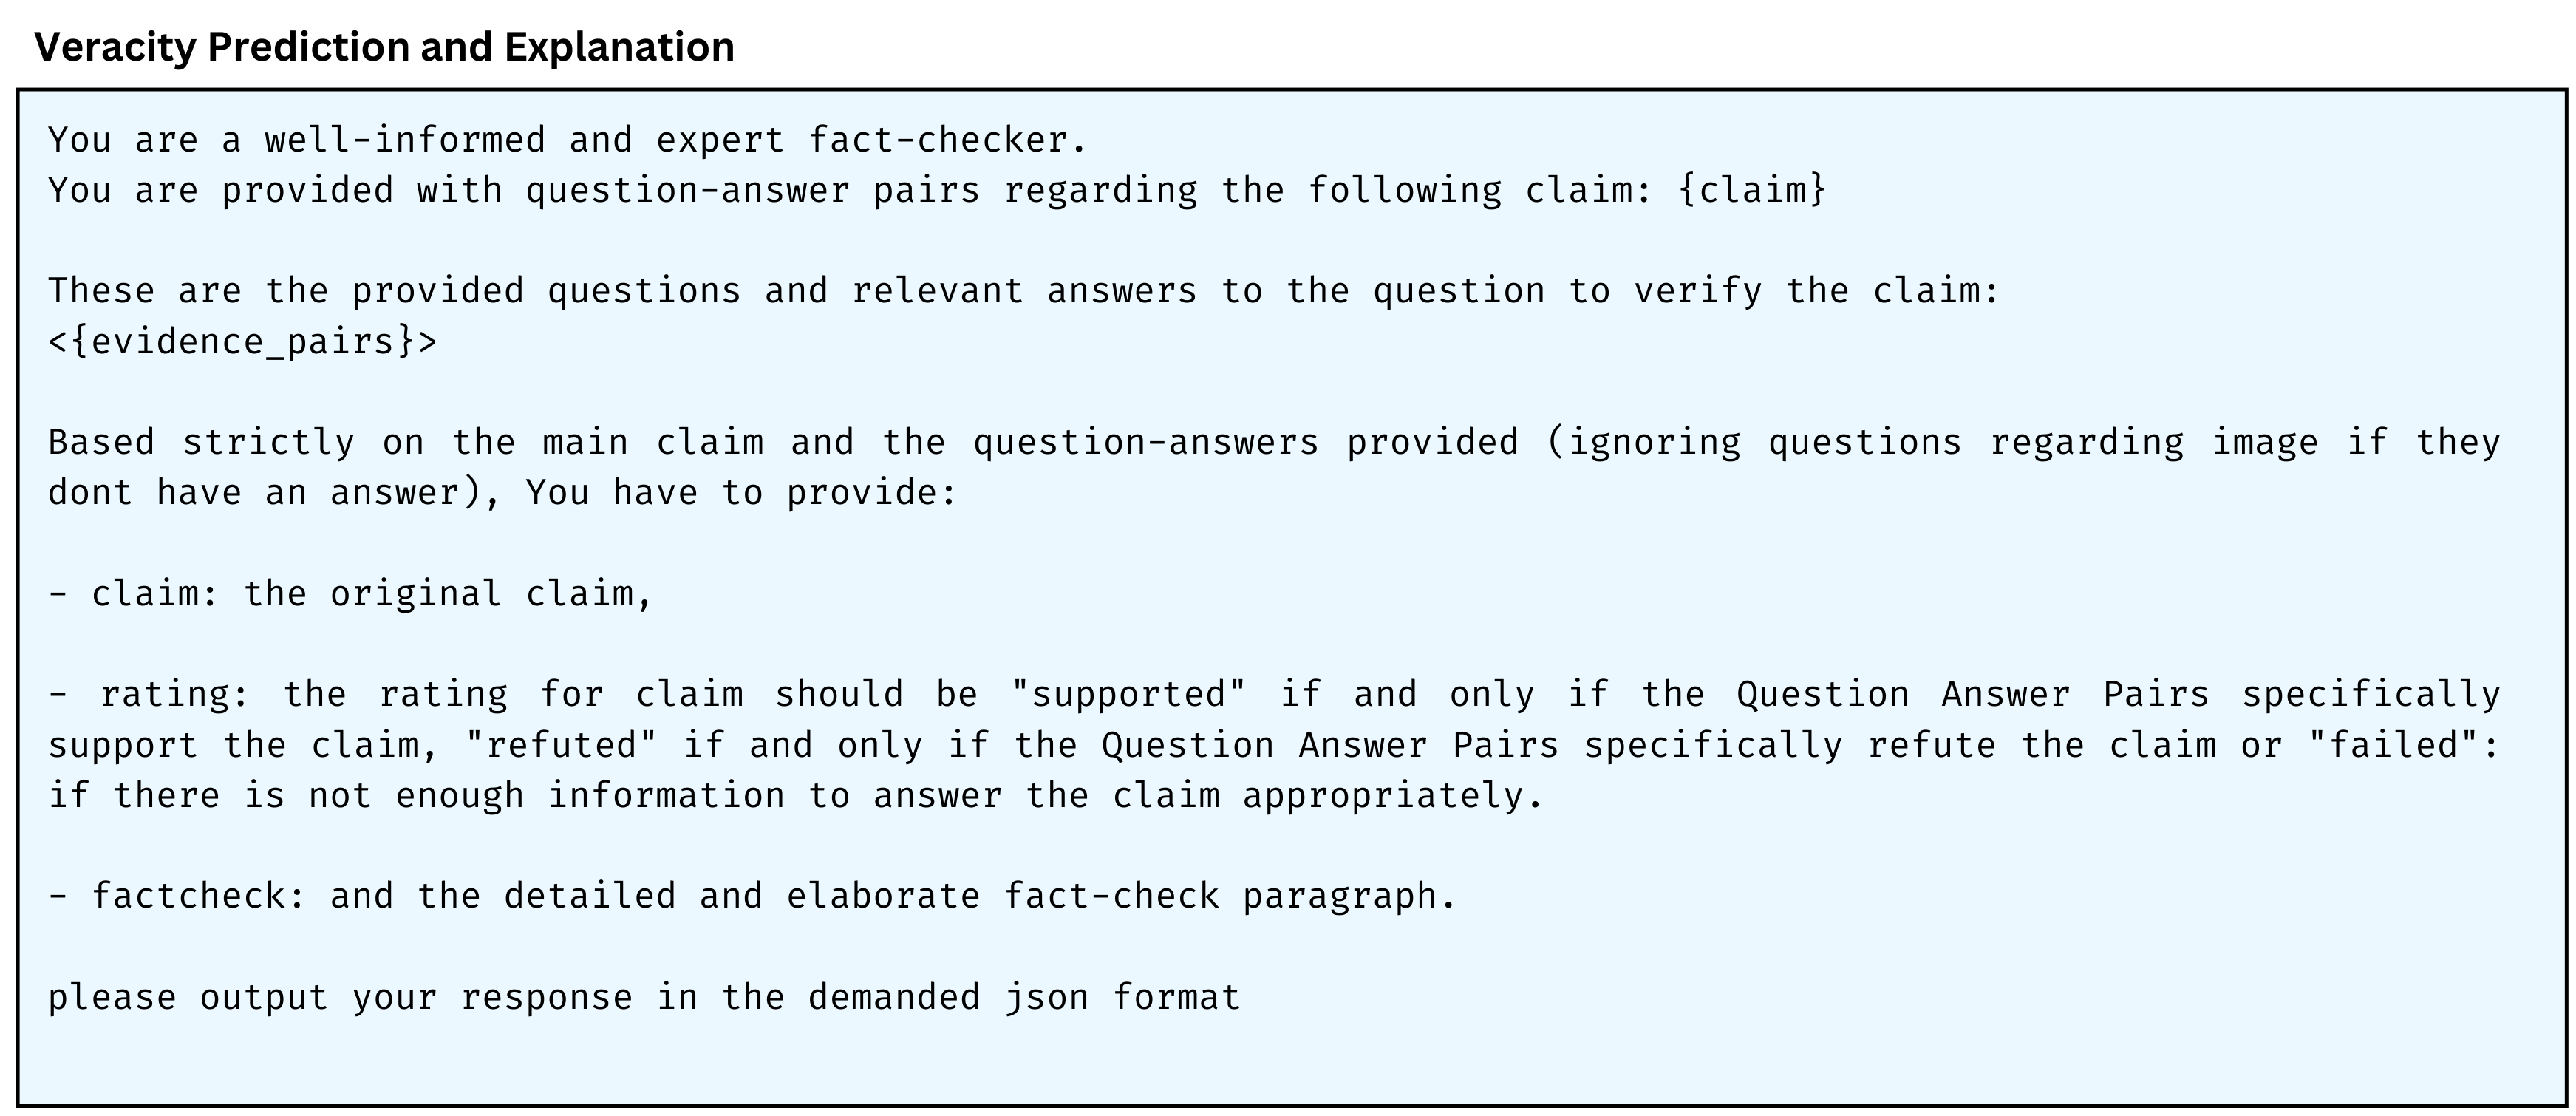 Veracity Prediction and Explanation
You are a well-informed and expert fact-checker.
You are provided with question-answer pairs regarding the following claim: {claim}
These are the provided questions and relevant answers to the question to verify the claim:
<{evidence_pairs}>
Based strictly on the main claim and the question-answers provided (ignoring questions regarding image if they
dont have an answer), You have to provide:
- claim: the original claim,
- rating: the rating for claim should be "supported" if and only if the Question Answer Pairs specifically
support the claim, "refuted" if and only if the Question Answer Pairs specifically refute the claim or "failed":
if there is not enough information to answer the claim appropriately.
- factcheck: and the detailed and elaborate fact-check paragraph.
please output your response in the demanded json format